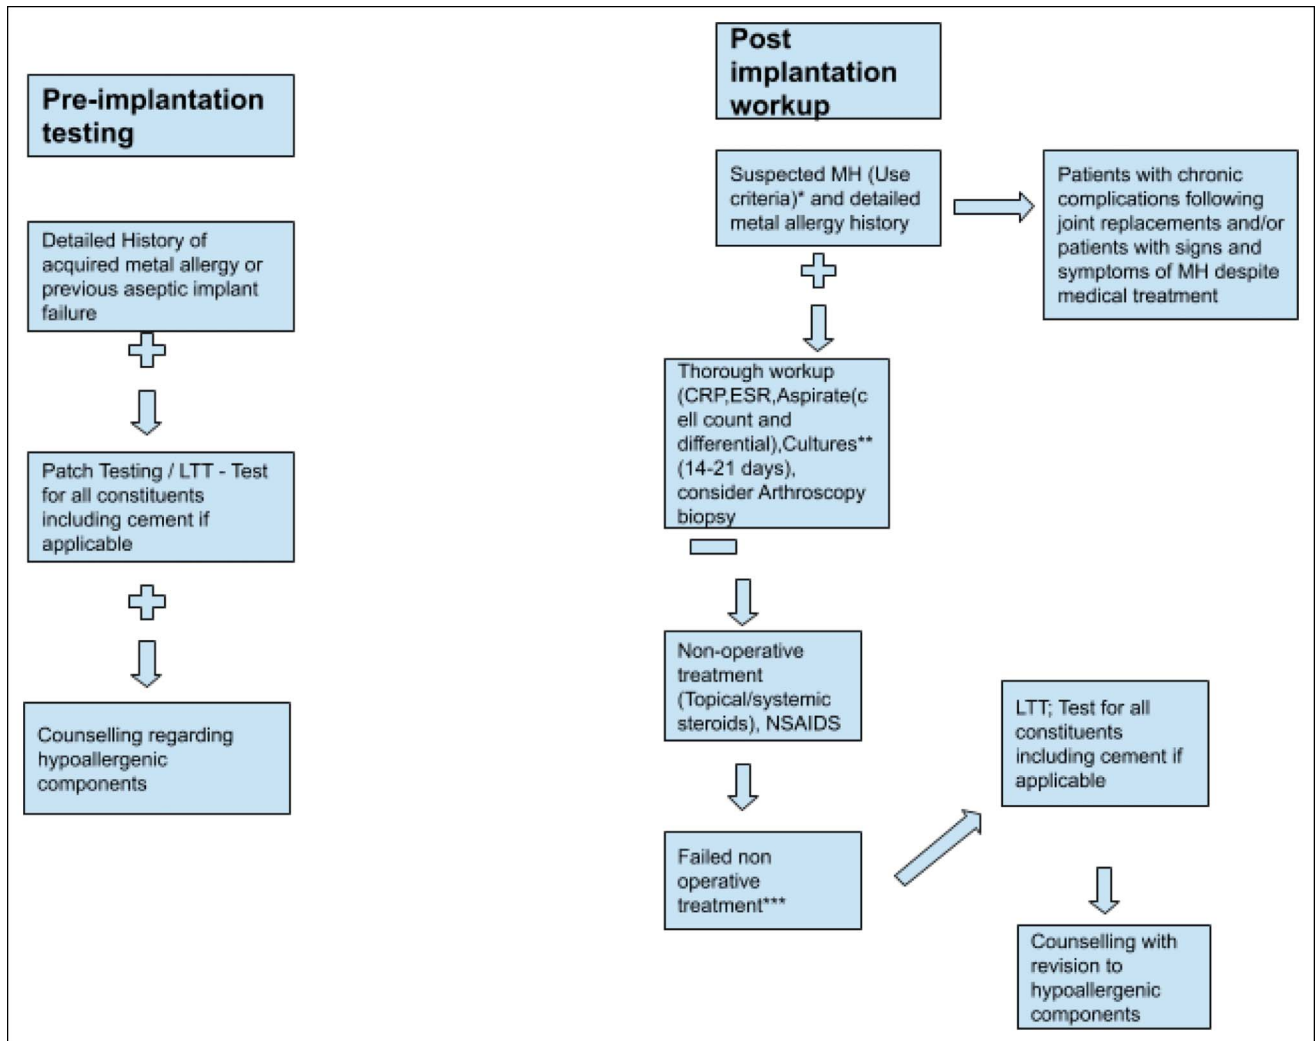 Pre-implantation
testing
Detailed History of
acquired metal allergy or
previous aseptic implant
failure
Patch Testing / LTT - Test
for all constituents
including cement if
applicable
Counselling regarding
hypoallergenic
components
Post
implantation
workup
Suspected MH (Use
criteria)* and detailed
metal allergy history
Patients with chronic
complications following
joint replacements and/or
patients with signs and
symptoms of MH despite
medical treatment
Thorough workup
(CRP,ESR,Aspirate(c
ell count and
differential),Cultures**
(14-21 days),
consider Arthroscopy
biopsy
Non-operative
treatment
(Topical/systemic
steroids), NSAIDS
Failed non
operative
treatment***
LTT; Test for all
constituents
including cement if
applicable
Counselling with
revision to
hypoallergenic
components